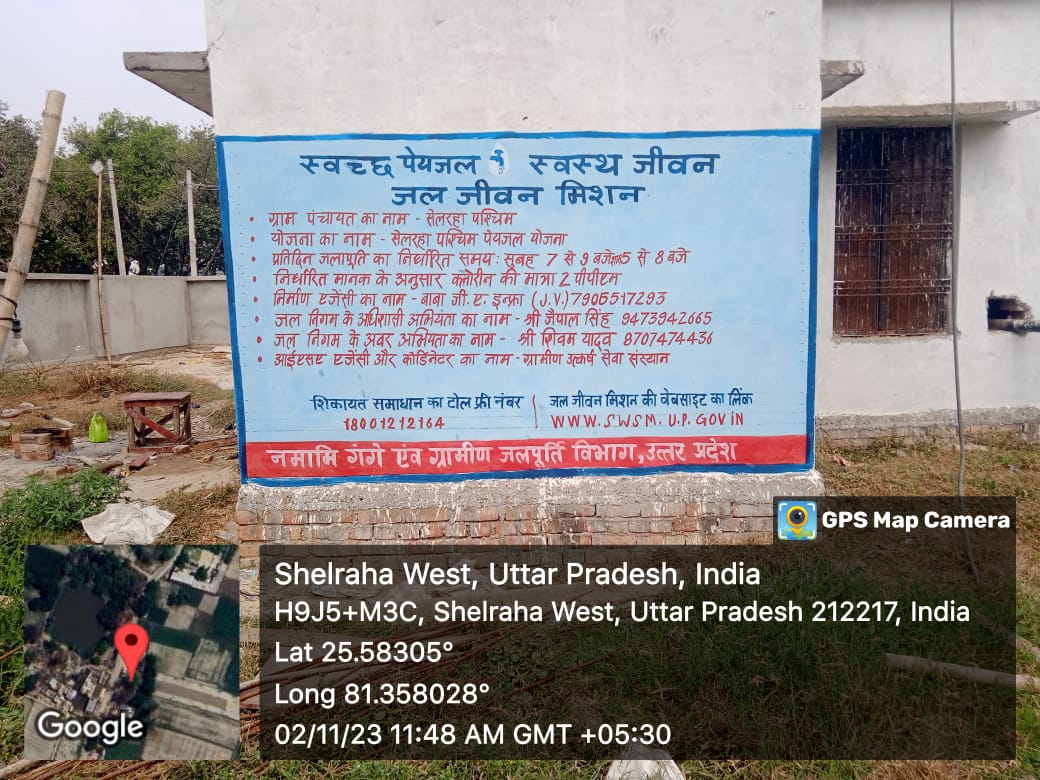 स्वच्छ पेयजल स्वस्थ जीवन
जल जीवन मिशन
• ग्राम पंचायत का नाम - सेलरहा पश्चिम
• योजना का नाम - सेलरहा पश्चिम पेयजल योजना
• प्रतिदिन जलापूर्ति का निर्धारित समय: सुबह 7 से 9 बजे 5 से 8 बजे
• निर्धारित मानक के अनुसार क्लोरीन की मात्रा 2 पीपीएम
• निर्माण एजेंसी का नाम - बाबा जी. ए. इन्फ्रा (J.V.) 7905517293
• जल निगम के अधिशासी अभियंता का नाम - श्री जैपाल सिंह 9473942665
• जल निगम के अवर अभियंता का नाम - श्री शिवम यादव 8707474436
• आईएसए एजेंसी और कोर्डिनेटर का नाम - ग्रामीण उत्कर्ष सेवा संस्थान
शिकायत समाधान का टोल फ्री नंबर
18001212164
जल जीवन मिशन की वेबसाइट का लिंक
WWW.SWSM.U.P.GOV IN
नमामि गंगे एंव ग्रामीण जलपूर्ति विभाग, उत्तर प्रदेश
GPS Map Camera
Shelraha West, Uttar Pradesh, India
H9J5+M3C, Shelraha West, Uttar Pradesh 212217, India
Lat 25.58305°
Long 81.358028°
02/11/23 11:48 AM GMT +05:30
Google